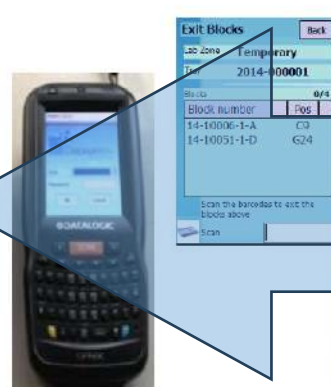 Exit Blocks Back
Lab Zone Temporary
Tray 2014-000001
Blocks 0/4
Block number Pos
14-10006-1-A C9
14-10051-1-D G24
Scan the barcodes to exit the
blocks above
Scan
DATALOGIC